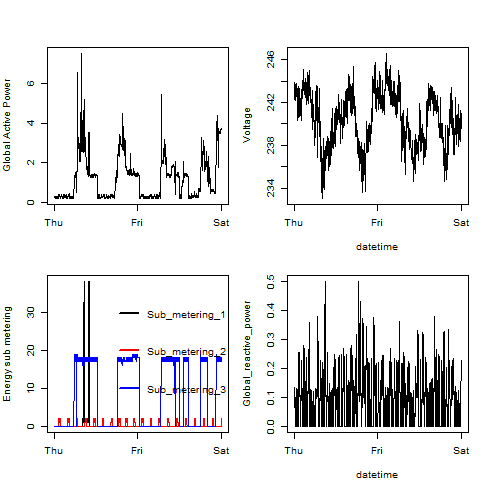 Global Active Power
0 2 4 6
Thu Fri Sat
Voltage
234 238 242 246
Thu Fri Sat
datetime
Energy sub metering
0 10 20 30
Sub_metering_1
Sub_metering_2
Sub_metering_3
Thu Fri Sat
Global_reactive_power
0.0 0.1 0.2 0.3 0.4 0.5
Thu Fri Sat
datetime